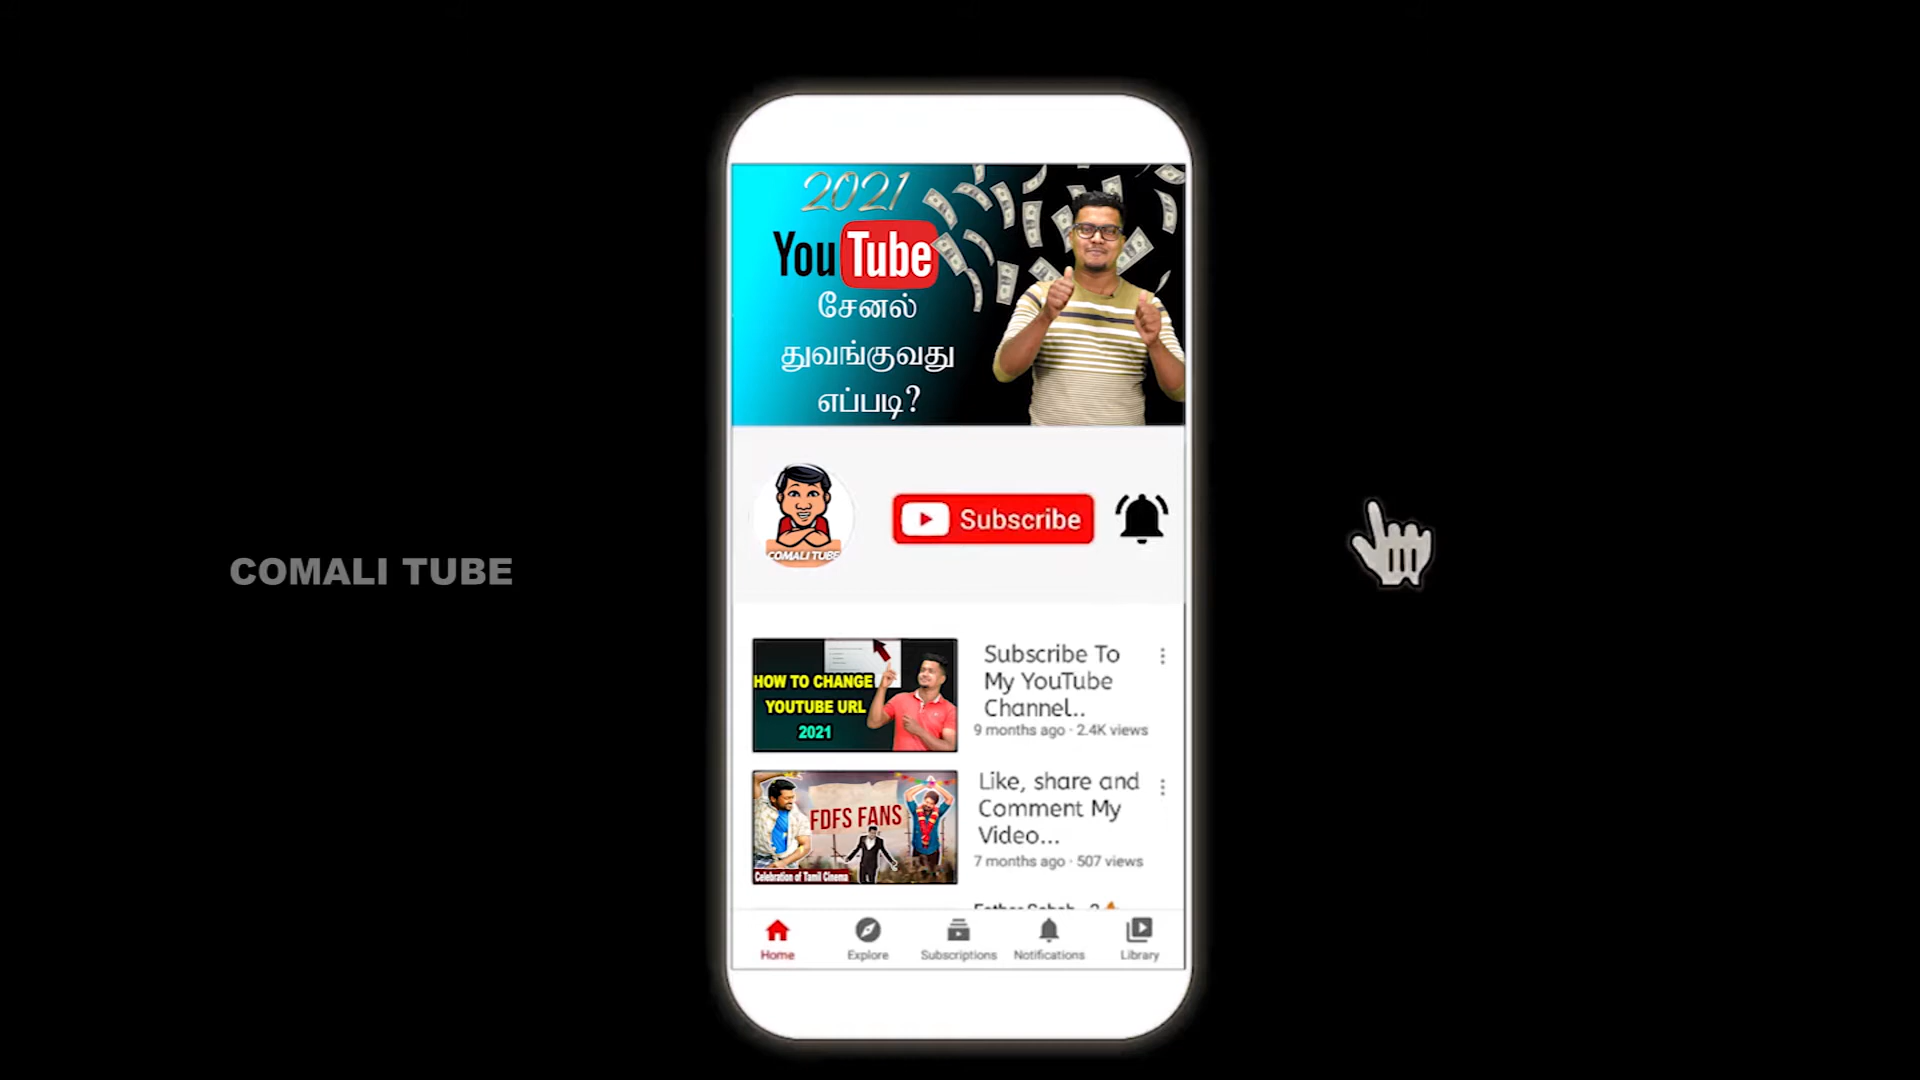 2021
YouTube
சேனல்
துவங்குவது
எப்படி?
COMALI TUBE
Subscribe
COMALI TUBE
HOW TO CHANGE
YOUTUBE URL
2021
Subscribe To
My YouTube
Channel..
9 months ago · 2.4K views
FDFS FANS
Celebration of Tamil Cinema
Like, share and
Comment My
Video...
7 months ago · 507 views
Home
Explore
Subscriptions
Notifications
Library